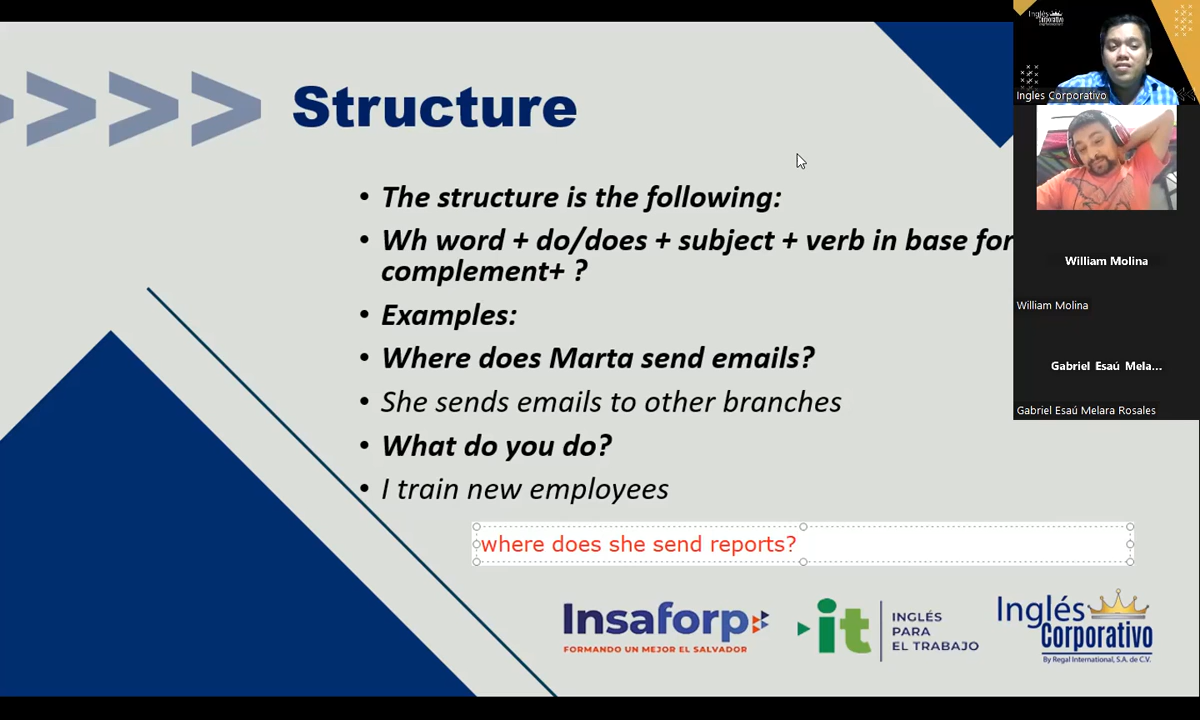 Structure
The structure is the following:
Wh word + do/does + subject + verb in base for
complement+ ?
Examples:
Where does Marta send emails?
She sends emails to other branches
What do you do?
I train new employees
where does she send reports?
Insaforp
FORMANDO UN MEJOR EL SALVADOR
it
INGLÉS
PARA
EL TRABAJO
Inglés
Corporativo
By Regal International, S.A. de C.V.
Inglés
Corporativo
Ingles Corporativo
William Molina
William Molina
Gabriel Esaú Mela...
Gabriel Esaú Melara Rosales